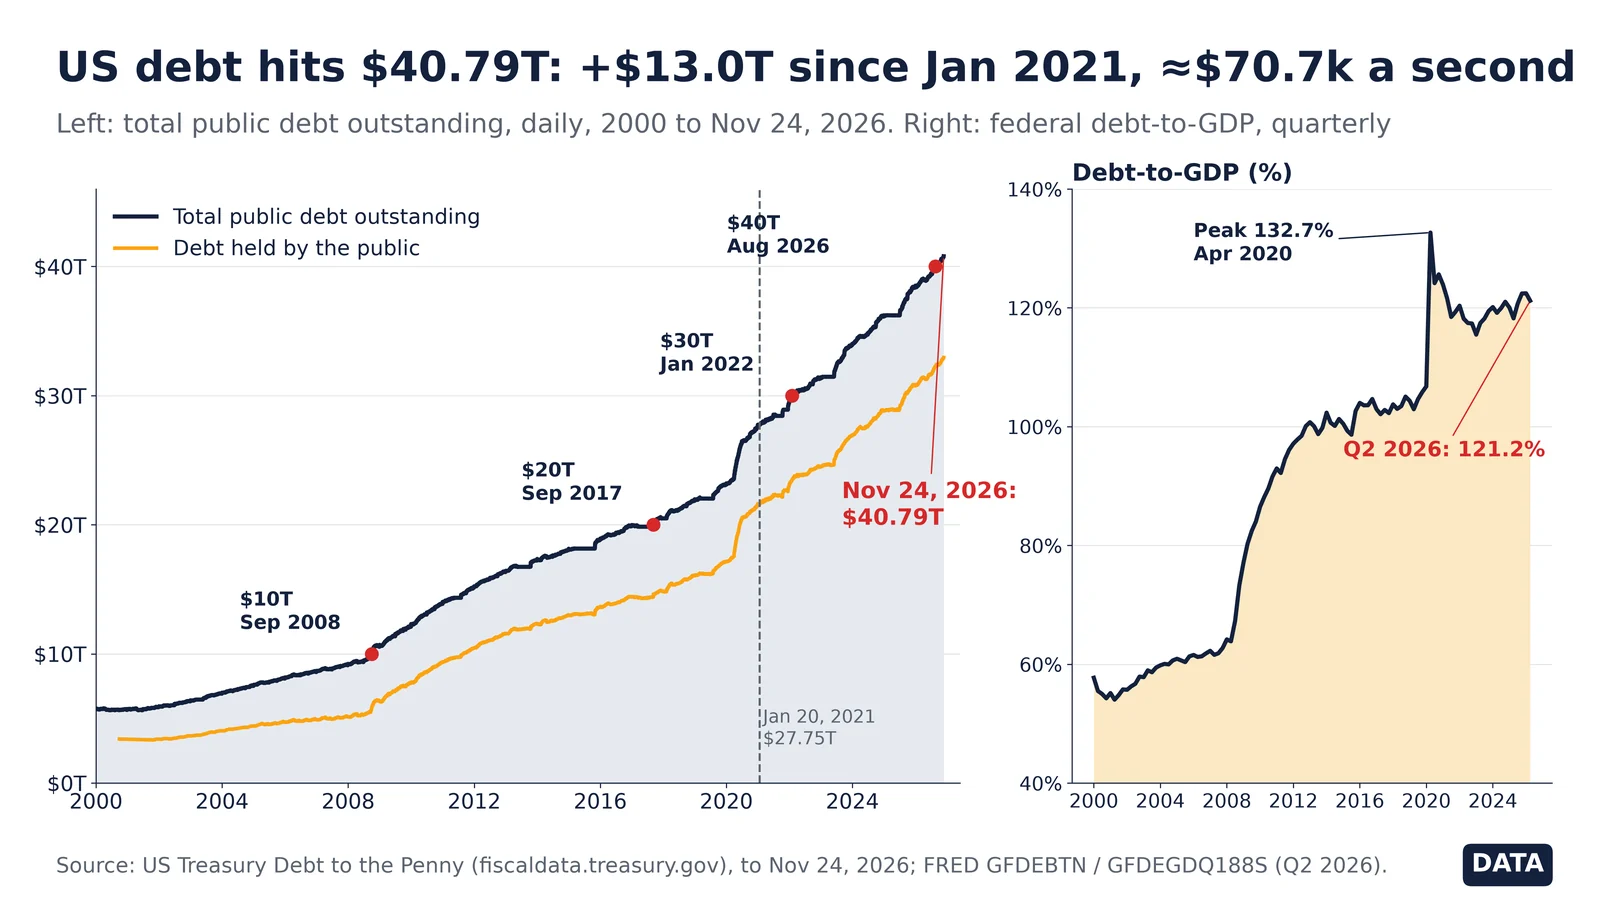 US debt hits $40.79T: +$13.0T since Jan 2021, ≈$70.7k a second
Left: total public debt outstanding, daily, 2000 to Nov 24, 2026. Right: federal debt-to-GDP, quarterly
Total public debt outstanding
Debt held by the public
$40T
$30T
$20T
$10T
$0T
2000 2004 2008 2012 2016 2020 2024
$10T
Sep 2008
$20T
Sep 2017
$30T
Jan 2022
$40T
Aug 2026
Nov 24, 2026:
$40.79T
Jan 20, 2021
$27.75T
Debt-to-GDP (%)
140%
120%
100%
80%
60%
40%
2000 2004 2008 2012 2016 2020 2024
Peak 132.7%
Apr 2020
Q2 2026: 121.2%
Source: US Treasury Debt to the Penny (fiscaldata.treasury.gov), to Nov 24, 2026; FRED GFDEBTN / GFDEGDQ188S (Q2 2026).
DATA